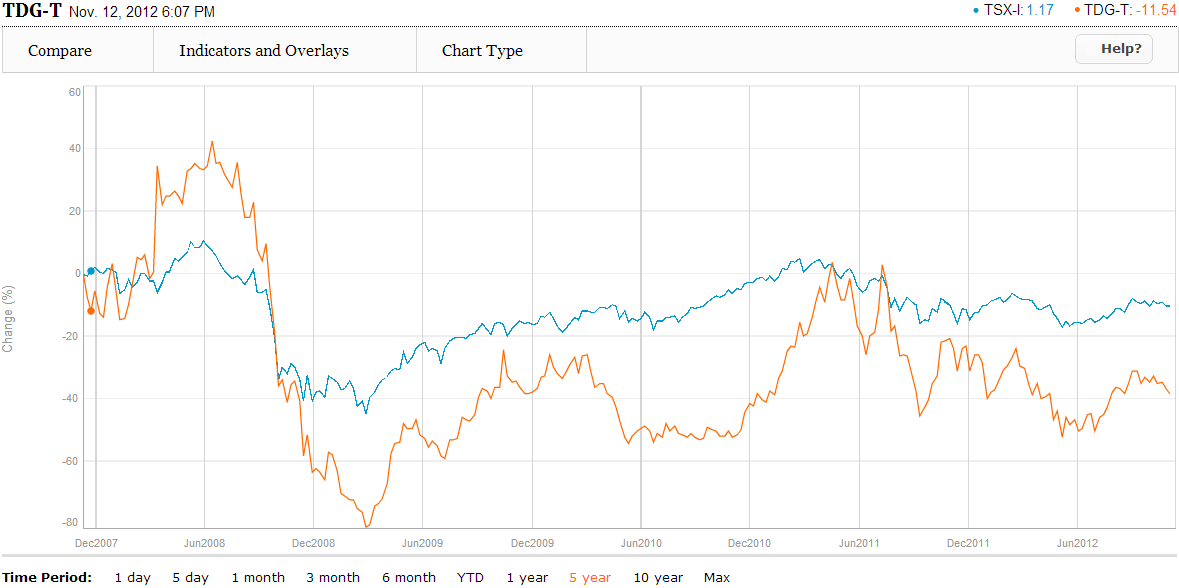 TDG-T Nov. 12, 2012 6:07 PM
• TSX-I: 1.17 • TDG-T: -11.54
Compare Indicators and Overlays Chart Type Help?
60
40
20
0
-20
-40
-60
-80
Change (%)
Dec2007 Jun2008 Dec2008 Jun2009 Dec2009 Jun2010 Dec2010 Jun2011 Dec2011 Jun2012
Time Period: 1 day 5 day 1 month 3 month 6 month YTD 1 year 5 year 10 year Max